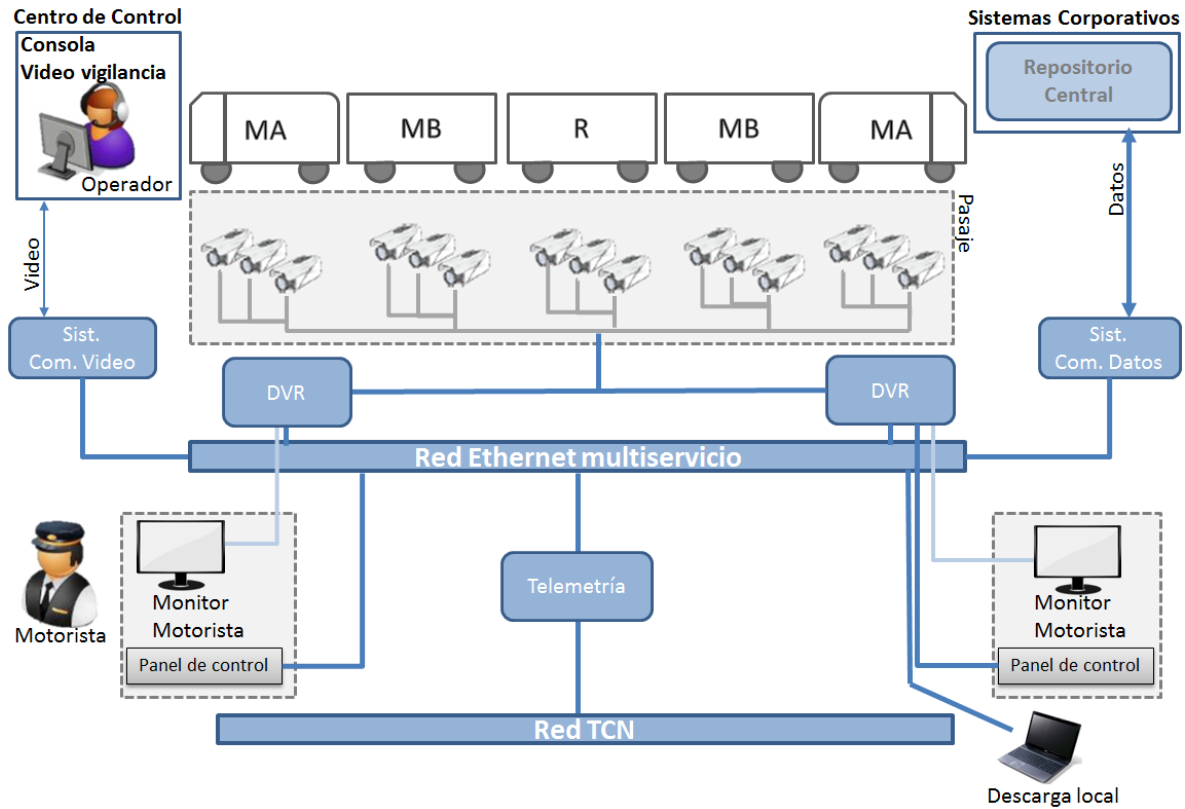 Centro de Control
Consola
Video vigilancia
Operador
Sistemas Corporativos
Repositorio
Central
MA
MB
R
MB
MA
Pasaje
Video
Datos
Sist.
Com. Video
Sist.
Com. Datos
DVR
DVR
Red Ethernet multiservicio
Motorista
Monitor
Motorista
Panel de control
Telemetría
Monitor
Motorista
Panel de control
Red TCN
Descarga local